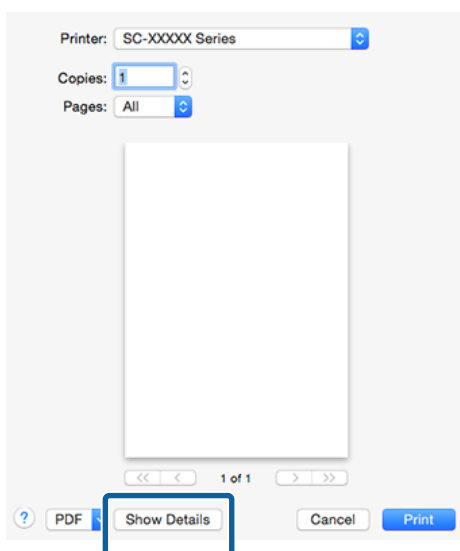 Printer: SC-XXXXX Series
Copies: 1
Pages: All
<< < 1 of 1 > >>
? PDF Show Details Cancel Print